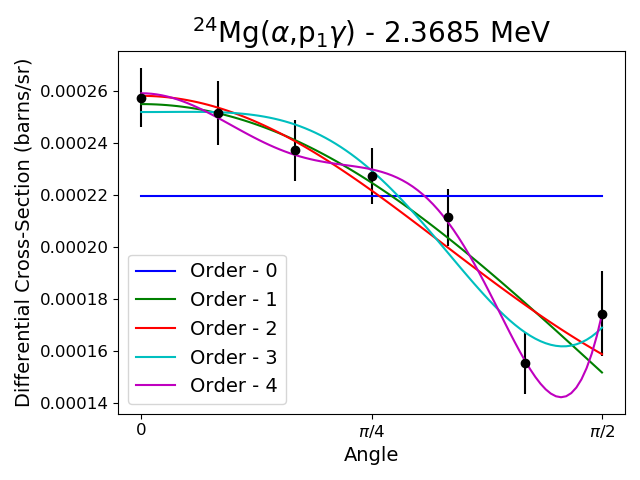 ²⁴Mg(α,p₁γ) - 2.3685 MeV
Differential Cross-Section (barns/sr)
0.00026
0.00024
0.00022
0.00020
0.00018
0.00016
0.00014
Order - 0
Order - 1
Order - 2
Order - 3
Order - 4
0
π/4
π/2
Angle